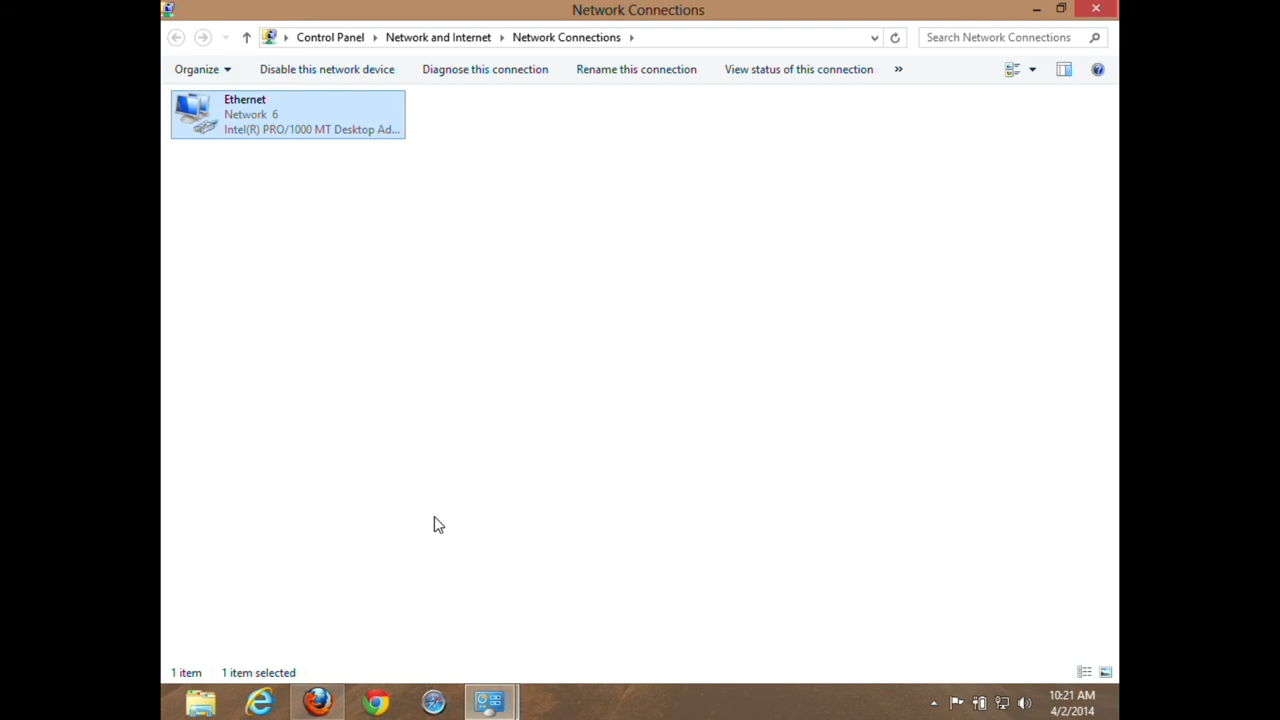 Network Connections
Control Panel Network and Internet Network Connections
Search Network Connections
Organize Disable this network device Diagnose this connection Rename this connection View status of this connection »
Ethernet
Network 6
Intel(R) PRO/1000 MT Desktop Ad...
1 item 1 item selected
10:21 AM
4/2/2014